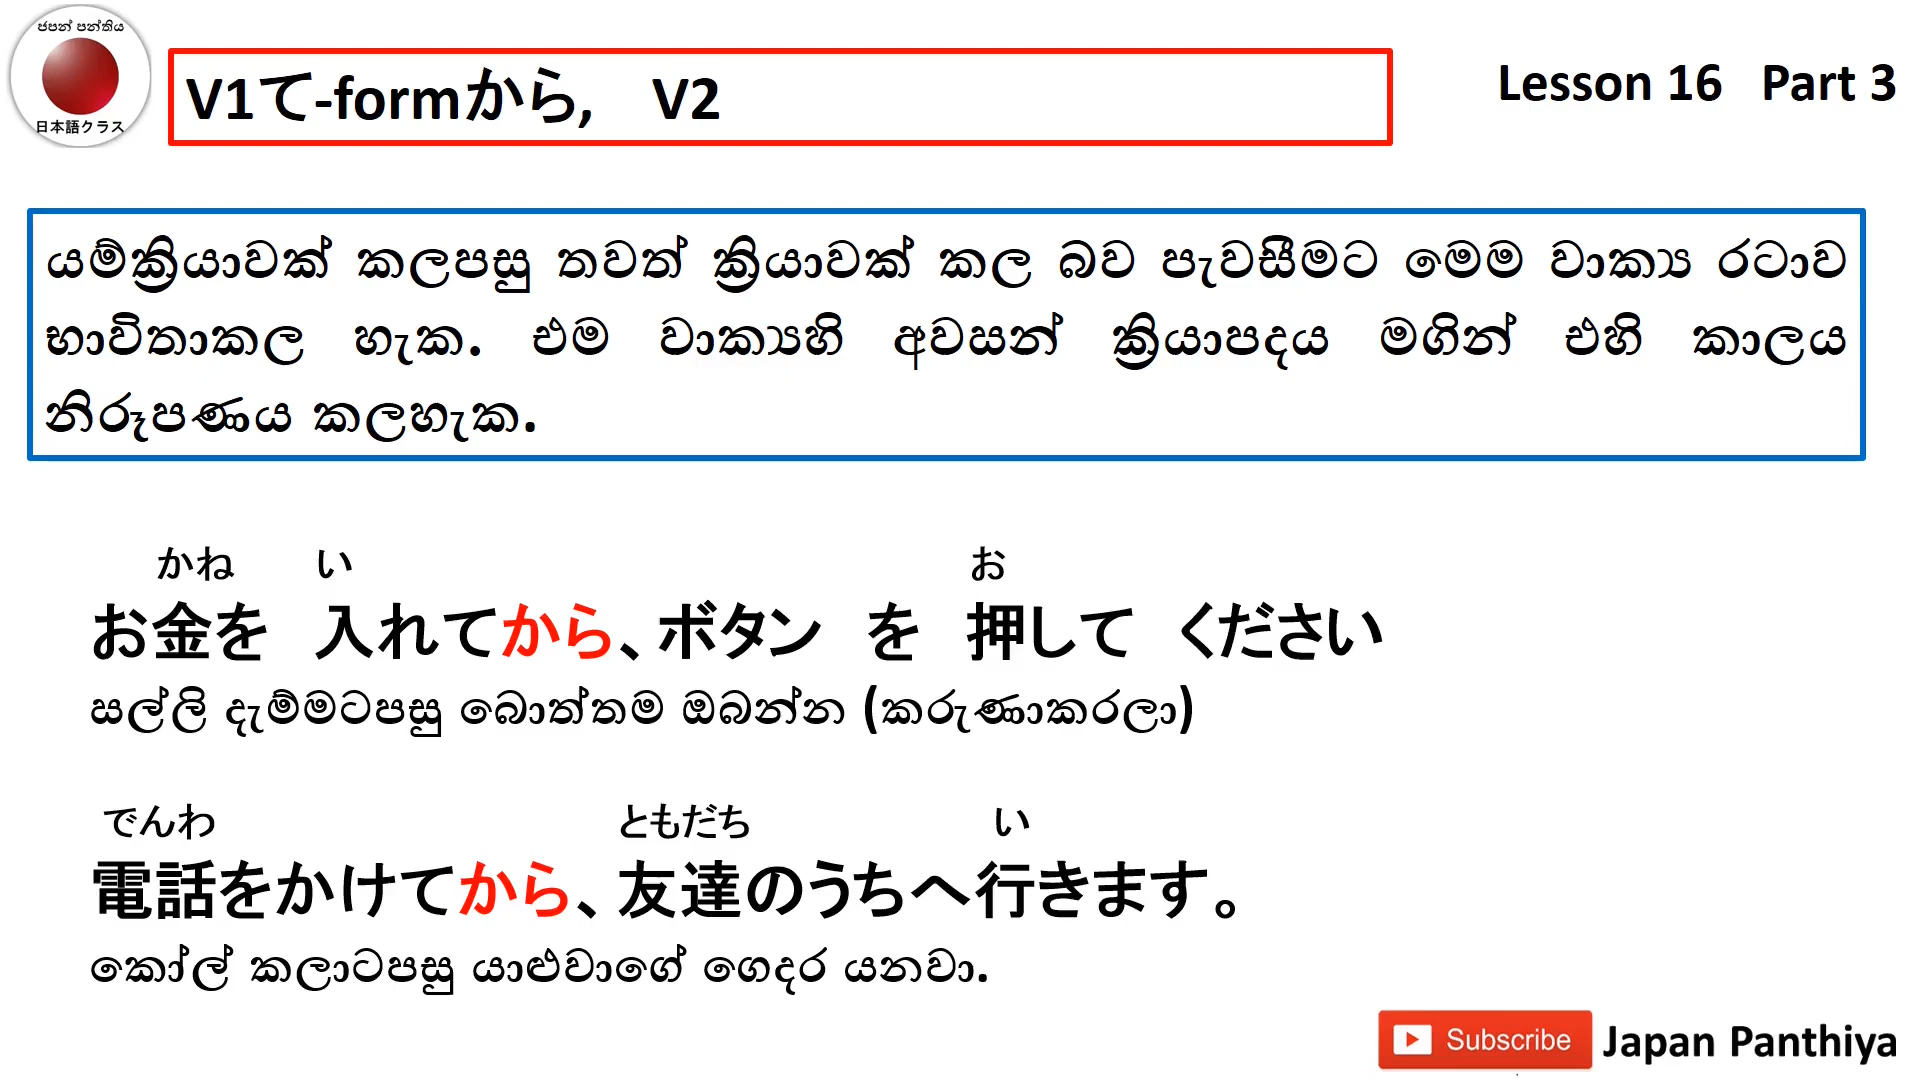 ජපන් පන්තිය
日本語クラス
V1て-formから, V2
Lesson 16 Part 3
යම්ක්‍රියාවක් කලපසු තවත් ක්‍රියාවක් කල බව පැවසීමට මෙම වාක්‍ය රටාව
භාවිතාකල හැක. එම වාක්‍යහි අවසන් ක්‍රියාපදය මගින් එහි කාලය
නිරූපණය කලහැක.
かね い お
お金を 入れてから、ボタン を 押して ください
සල්ලි දැම්මටපසු බොත්තම ඔබන්න (කරුණාකරලා)
でんわ ともだち い
電話をかけてから、友達のうちへ行きます。
කෝල් කලාටපසු යාළුවාගේ ගෙදර යනවා.
Subscribe Japan Panthiya